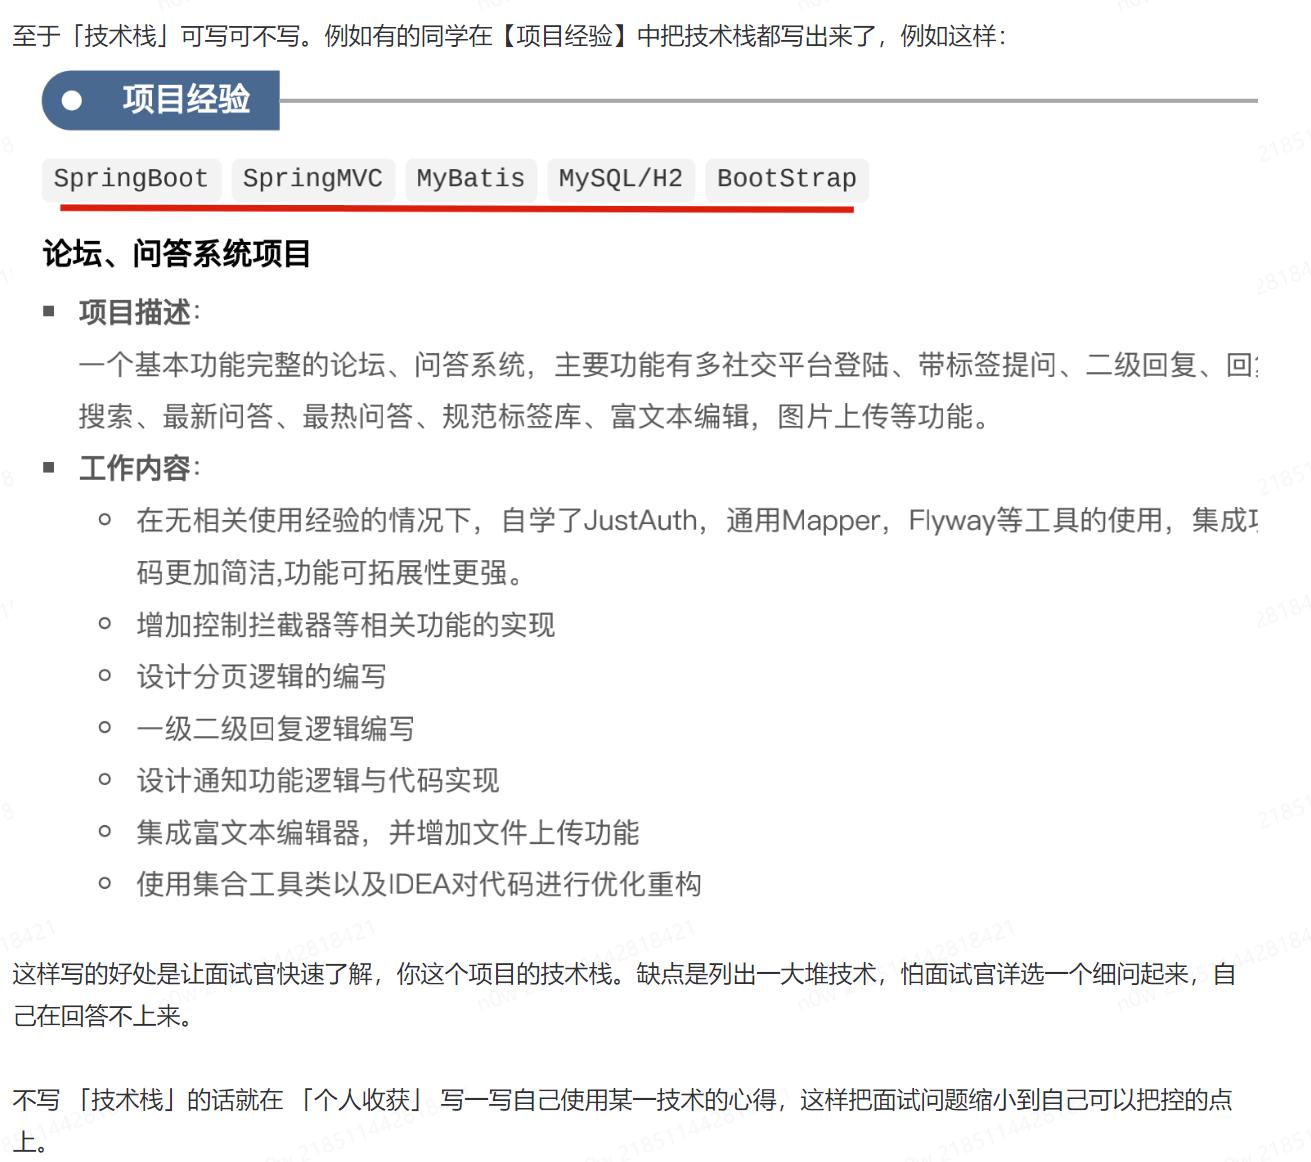 至于「技术栈」可写可不写。例如有的同学在【项目经验】中把技术栈都写出来了，例如这样：
项目经验
SpringBoot SpringMVC MyBatis MySQL/H2 BootStrap
论坛、问答系统项目
项目描述：
一个基本功能完整的论坛、问答系统，主要功能有多社交平台登陆、带标签提问、二级回复、回
搜索、最新问答、最热问答、规范标签库、富文本编辑，图片上传等功能。
工作内容：
在无相关使用经验的情况下，自学了JustAuth，通用Mapper，Flyway等工具的使用，集成
码更加简洁,功能可拓展性更强。
增加控制拦截器等相关功能的实现
设计分页逻辑的编写
一级二级回复逻辑编写
设计通知功能逻辑与代码实现
集成富文本编辑器，并增加文件上传功能
使用集合工具类以及IDEA对代码进行优化重构
这样写的好处是让面试官快速了解，你这个项目的技术栈。缺点是列出一大堆技术，怕面试官详选一个细问起来，自
己在回答不上来。
不写 「技术栈」的话就在 「个人收获」 写一写自己使用某一技术的心得，这样把面试问题缩小到自己可以把控的点
上。